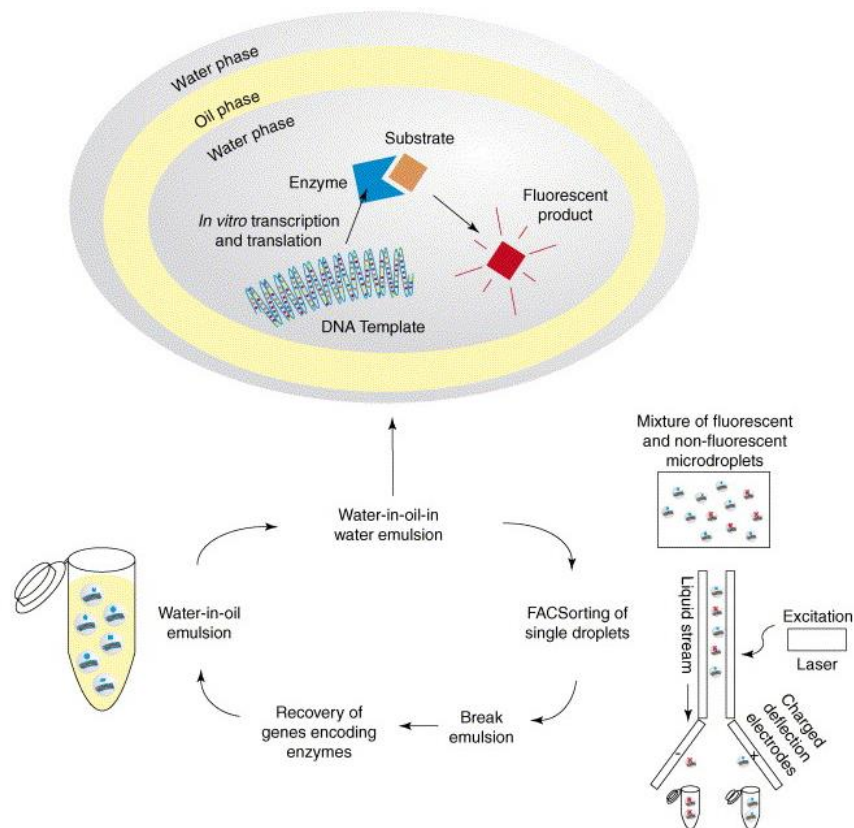 Water phase
Oil phase
Water phase
Substrate
Enzyme
Fluorescent
product
In vitro transcription
and translation
DNA Template
Mixture of fluorescent
and non-fluorescent
microdroplets
Water-in-oil-in
water emulsion
Water-in-oil
emulsion
FACSorting of
single droplets
Liquid stream
Excitation
Laser
Recovery of
genes encoding
enzymes
Break
emulsion
Charged
deflection
electrodes
- +